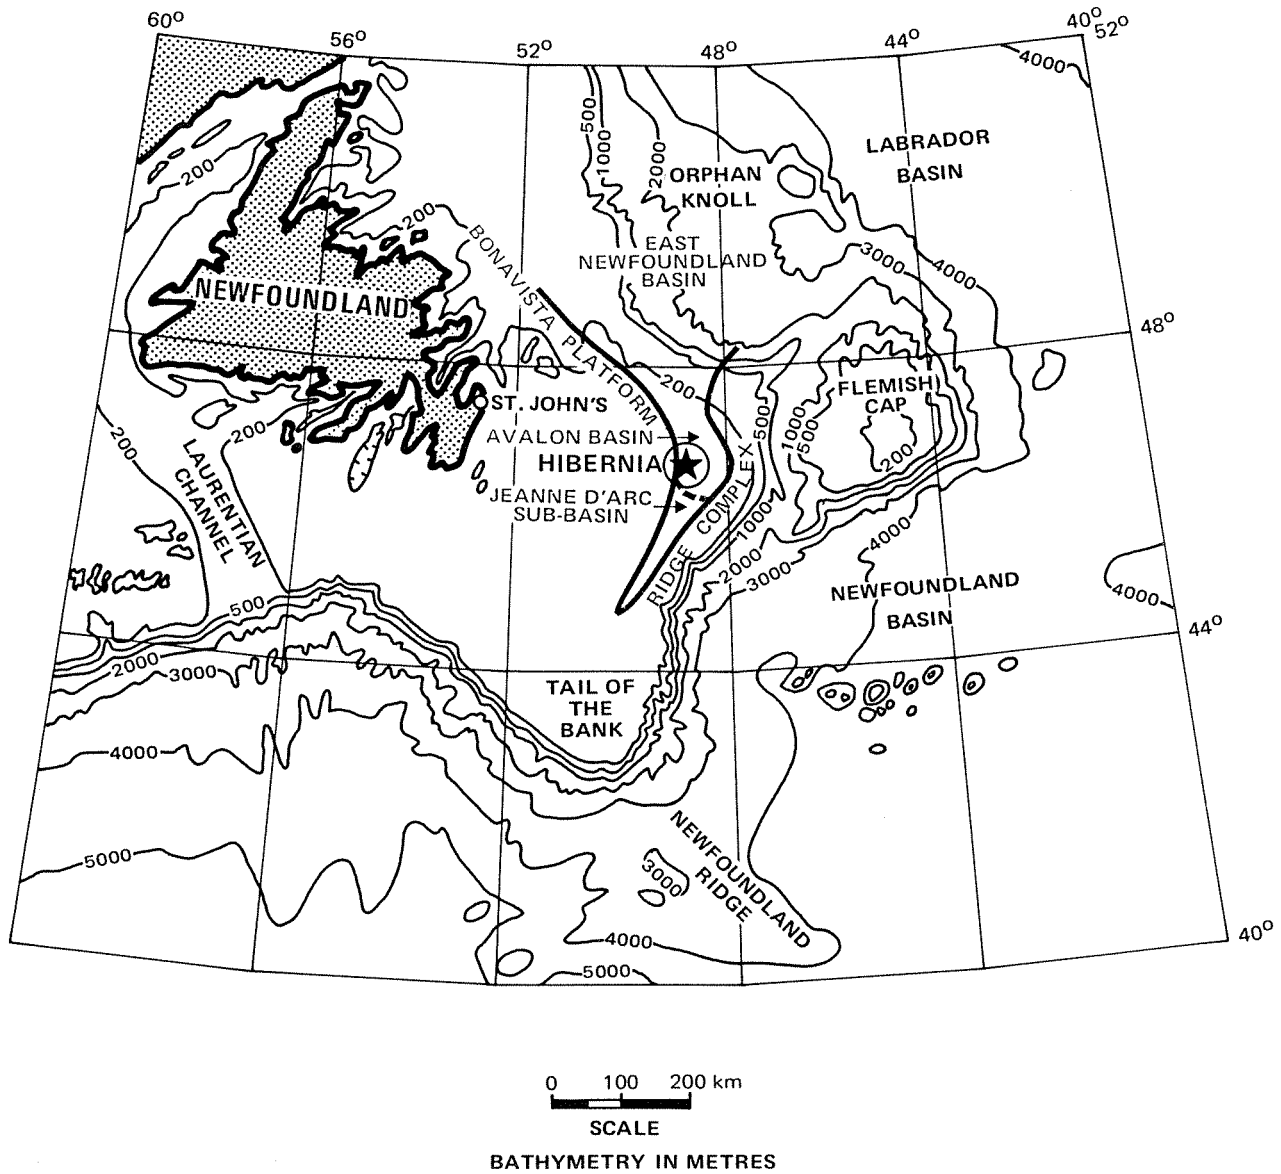 60°
56°
52°
48°
44°
40°
52°
4000
500
1000
2000
LABRADOR
BASIN
ORPHAN
KNOLL
200
200
BONAVISTA PLATFORM
EAST
NEWFOUNDLAND
BASIN
3000
4000
NEWFOUNDLAND
48°
200
FLEMISH
CAP
ST. JOHN'S
500
1000
500
200
200
200
AVALON BASIN
HIBERNIA
LAURENTIAN
CHANNEL
JEANNE D'ARC
SUB-BASIN
RIDGE COMPLEX
1000
2000
3000
4000
NEWFOUNDLAND
BASIN
4000
500
44°
2000
3000
TAIL OF
THE
BANK
4000
5000
NEWFOUNDLAND
RIDGE
3000
4000
5000
40°
0 100 200 km
SCALE
BATHYMETRY IN METRES